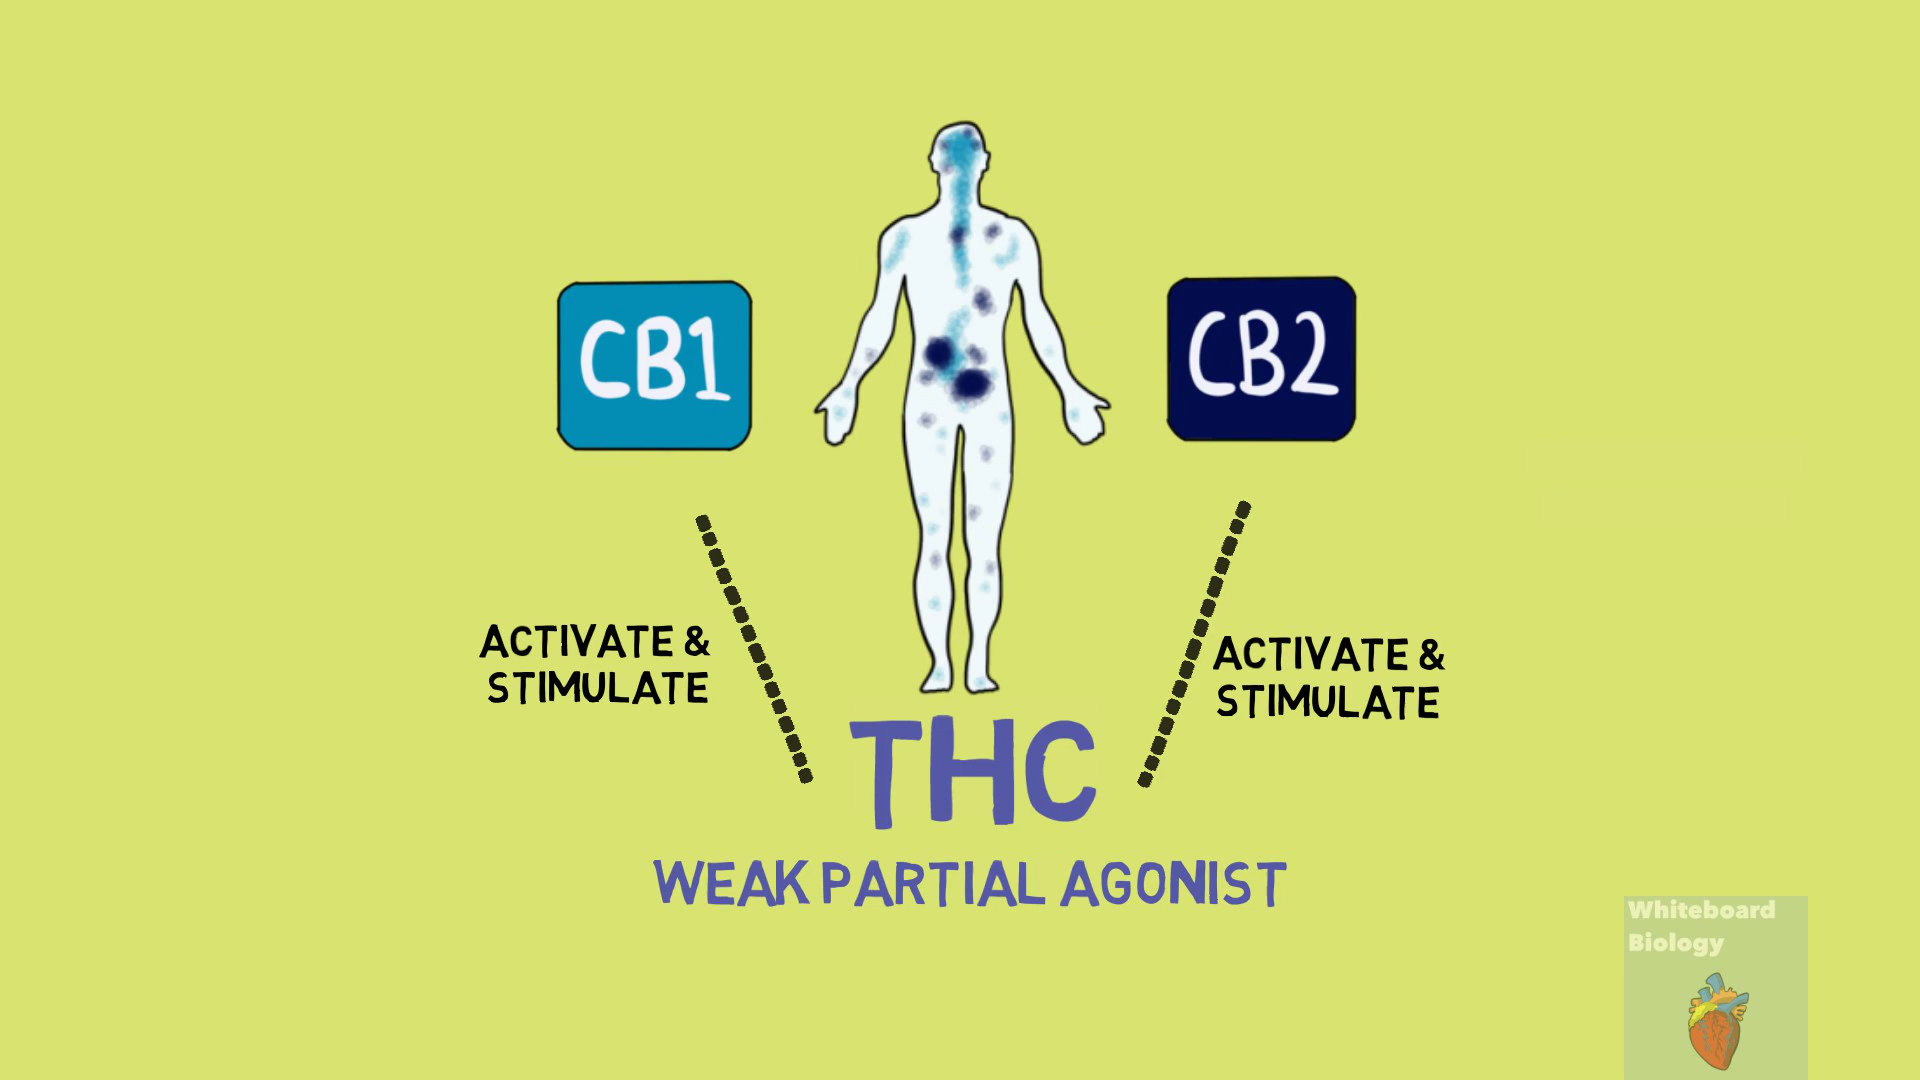 CB1
CB2
ACTIVATE &
STIMULATE
ACTIVATE &
STIMULATE
THC
WEAK PARTIAL AGONIST
Whiteboard
Biology